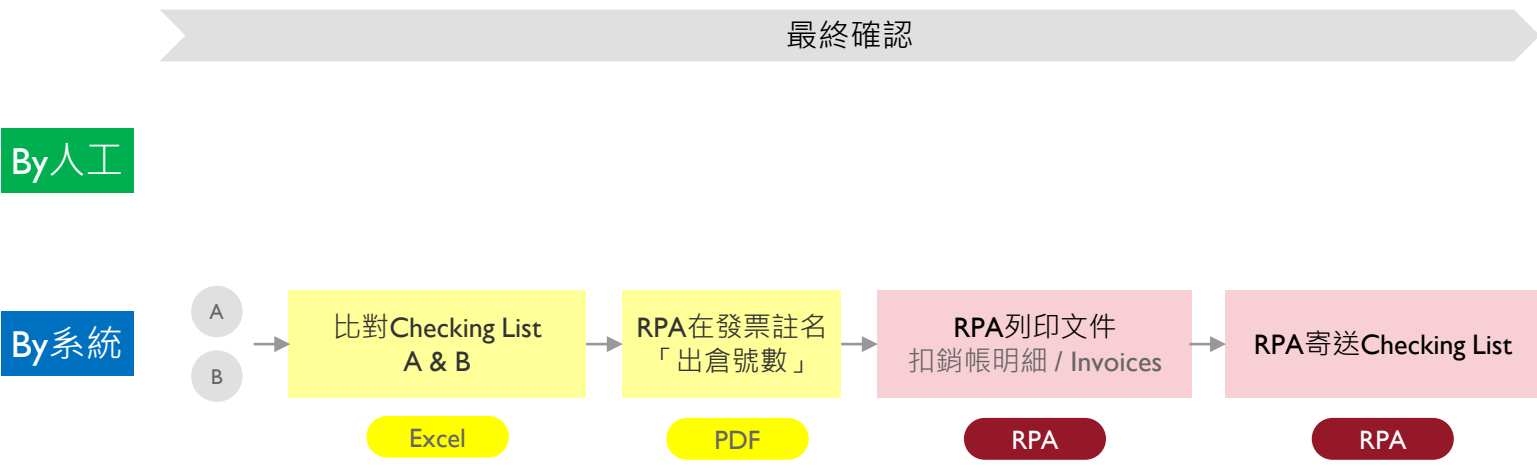 最終確認
By人工
By系統
A
B
比對Checking List
A & B
RPA在發票註名
「出倉號數」
RPA列印文件
扣銷帳明細 / Invoices
RPA寄送Checking List
Excel
PDF
RPA
RPA